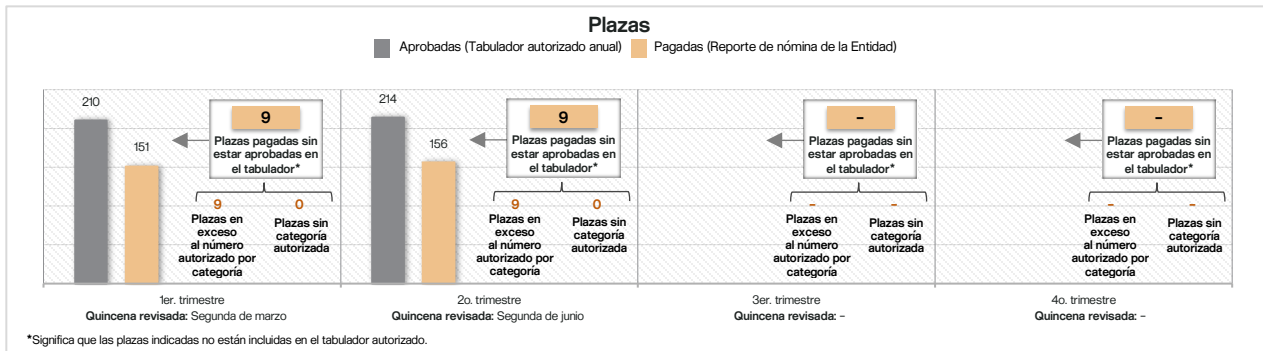 Plazas
Aprobadas (Tabulador autorizado anual)
Pagadas (Reporte de nómina de la Entidad)
210
151
9
Plazas pagadas sin
estar aprobadas en
el tabulador*
9
Plazas en
exceso
al número
autorizado por
categoría
0
Plazas sin
categoría
autorizada
214
156
9
Plazas pagadas sin
estar aprobadas en
el tabulador*
9
Plazas en
exceso
al número
autorizado por
categoría
0
Plazas sin
categoría
autorizada
-
Plazas pagadas sin
estar aprobadas en
el tabulador*
-
Plazas en
exceso
al número
autorizado por
categoría
-
Plazas sin
categoría
autorizada
-
Plazas pagadas sin
estar aprobadas en
el tabulador*
-
Plazas en
exceso
al número
autorizado por
categoría
-
Plazas sin
categoría
autorizada
1er. trimestre
Quincena revisada: Segunda de marzo
2o. trimestre
Quincena revisada: Segunda de junio
3er. trimestre
Quincena revisada: -
4o. trimestre
Quincena revisada: -
*Significa que las plazas indicadas no están incluidas en el tabulador autorizado.